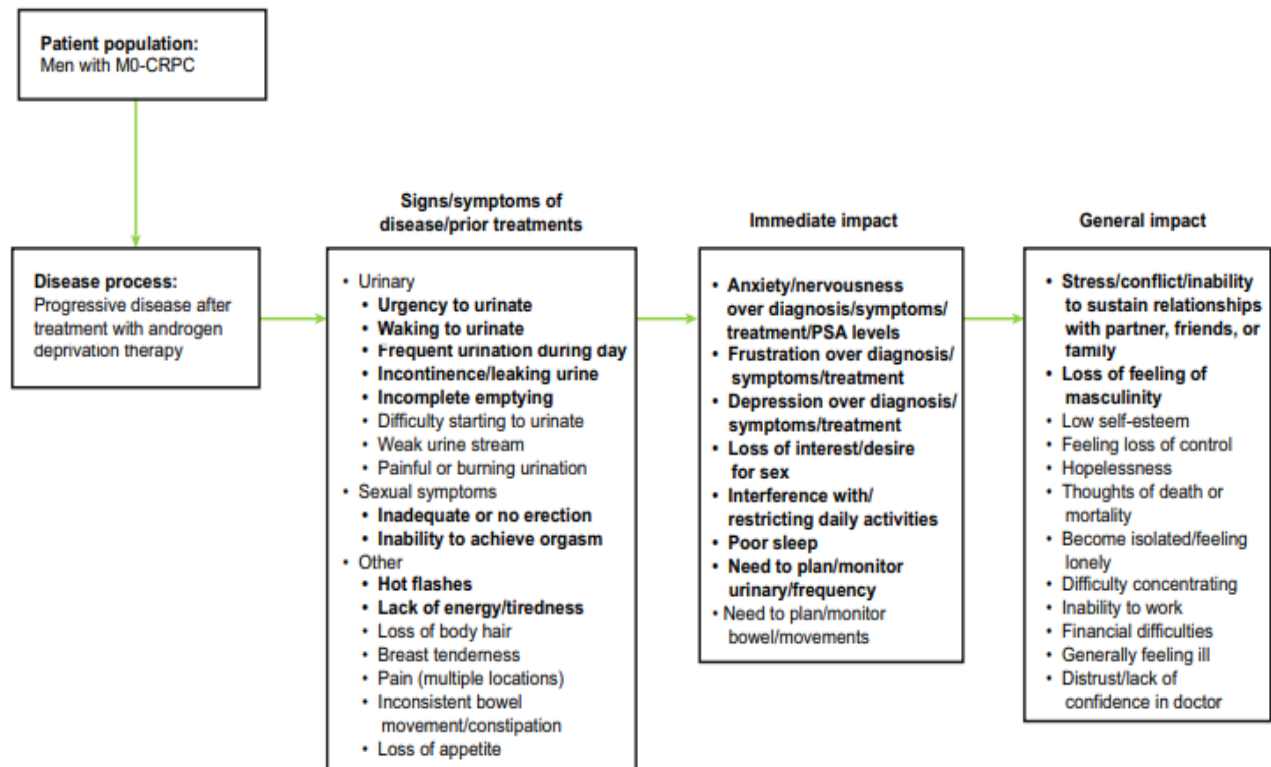 Patient population:
Men with M0-CRPC
Disease process:
Progressive disease after
treatment with androgen
deprivation therapy
Signs/symptoms of
disease/prior treatments
• Urinary
• Urgency to urinate
• Waking to urinate
• Frequent urination during day
• Incontinence/leaking urine
• Incomplete emptying
• Difficulty starting to urinate
• Weak urine stream
• Painful or burning urination
• Sexual symptoms
• Inadequate or no erection
• Inability to achieve orgasm
• Other
• Hot flashes
• Lack of energy/tiredness
• Loss of body hair
• Breast tenderness
• Pain (multiple locations)
• Inconsistent bowel
movement/constipation
• Loss of appetite
Immediate impact
• Anxiety/nervousness
over diagnosis/symptoms/
treatment/PSA levels
• Frustration over diagnosis/
symptoms/treatment
• Depression over diagnosis/
symptoms/treatment
• Loss of interest/desire
for sex
• Interference with/
restricting daily activities
• Poor sleep
• Need to plan/monitor
urinary/frequency
• Need to plan/monitor
bowel/movements
General impact
• Stress/conflict/inability
to sustain relationships
with partner, friends, or
family
• Loss of feeling of
masculinity
• Low self-esteem
• Feeling loss of control
• Hopelessness
• Thoughts of death or
mortality
• Become isolated/feeling
lonely
• Difficulty concentrating
• Inability to work
• Financial difficulties
• Generally feeling ill
• Distrust/lack of
confidence in doctor